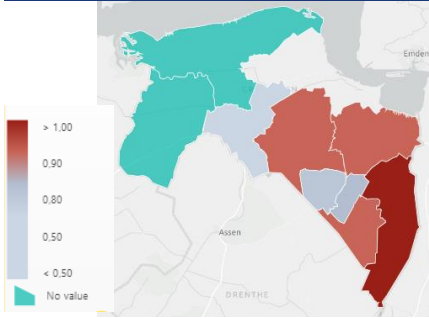 Emden
> 1,00
0.90
0.80
0,50
< 0.50
No value
Assen
DRENTHE